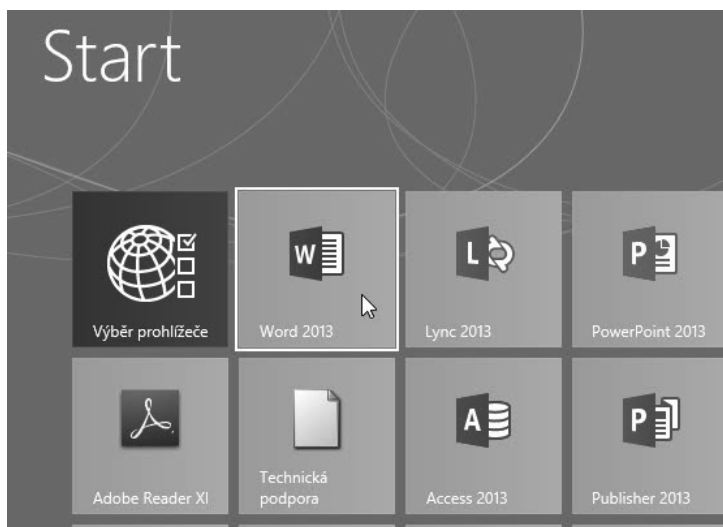 Start
Výběr prohlížeče
Word 2013
Lync 2013
PowerPoint 2013
Adobe Reader XI
Technická
podpora
Access 2013
Publisher 2013